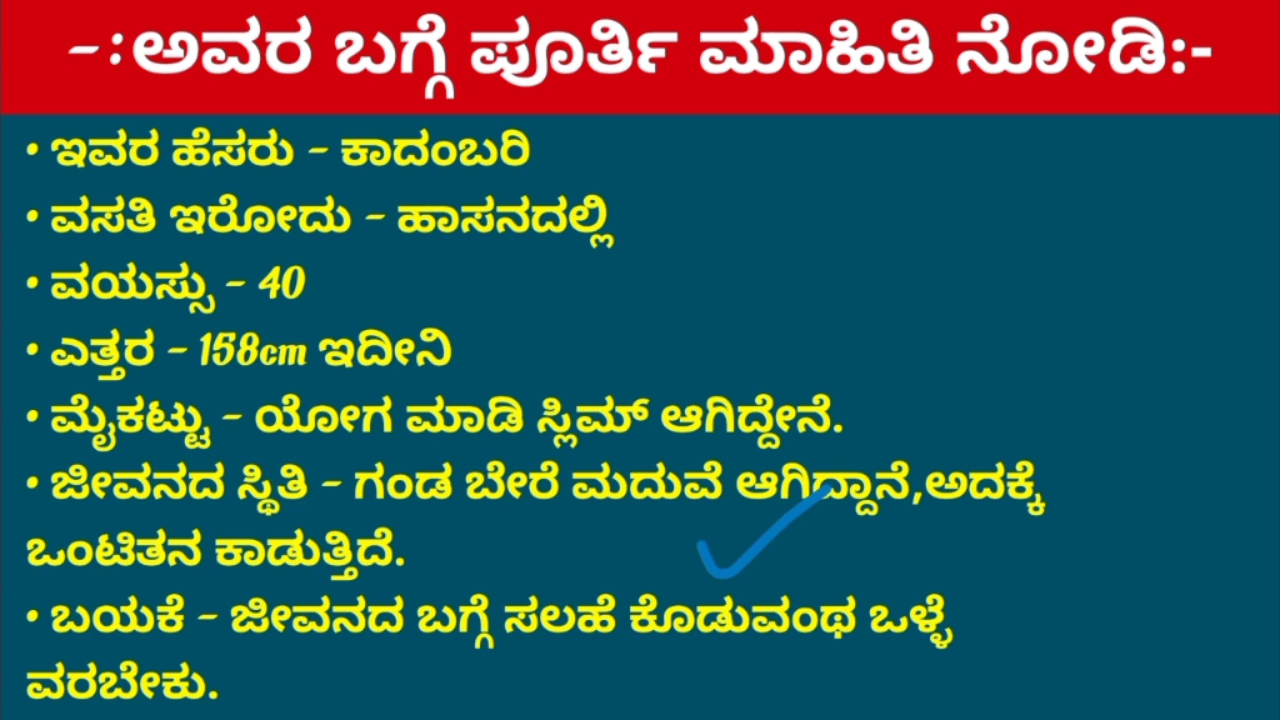 -:ಅವರ ಬಗ್ಗೆ ಪೂರ್ತಿ ಮಾಹಿತಿ ನೋಡಿ:-
• ಇವರ ಹೆಸರು - ಕಾದಂಬರಿ
• ವಸತಿ ಇರೋದು - ಹಾಸನದಲ್ಲಿ
• ವಯಸ್ಸು - 40
• ಎತ್ತರ - 158cm ಇದೀನಿ
• ಮೈಕಟ್ಟು - ಯೋಗ ಮಾಡಿ ಸ್ಲಿಮ್ ಆಗಿದ್ದೇನೆ.
• ಜೀವನದ ಸ್ಥಿತಿ - ಗಂಡ ಬೇರೆ ಮದುವೆ ಆಗಿದ್ದಾನೆ,ಅದಕ್ಕೆ
ಒಂಟಿತನ ಕಾಡುತ್ತಿದೆ.
• ಬಯಕೆ - ಜೀವನದ ಬಗ್ಗೆ ಸಲಹೆ ಕೊಡುವಂಥ ಒಳ್ಳೆ
ವರಬೇಕು.